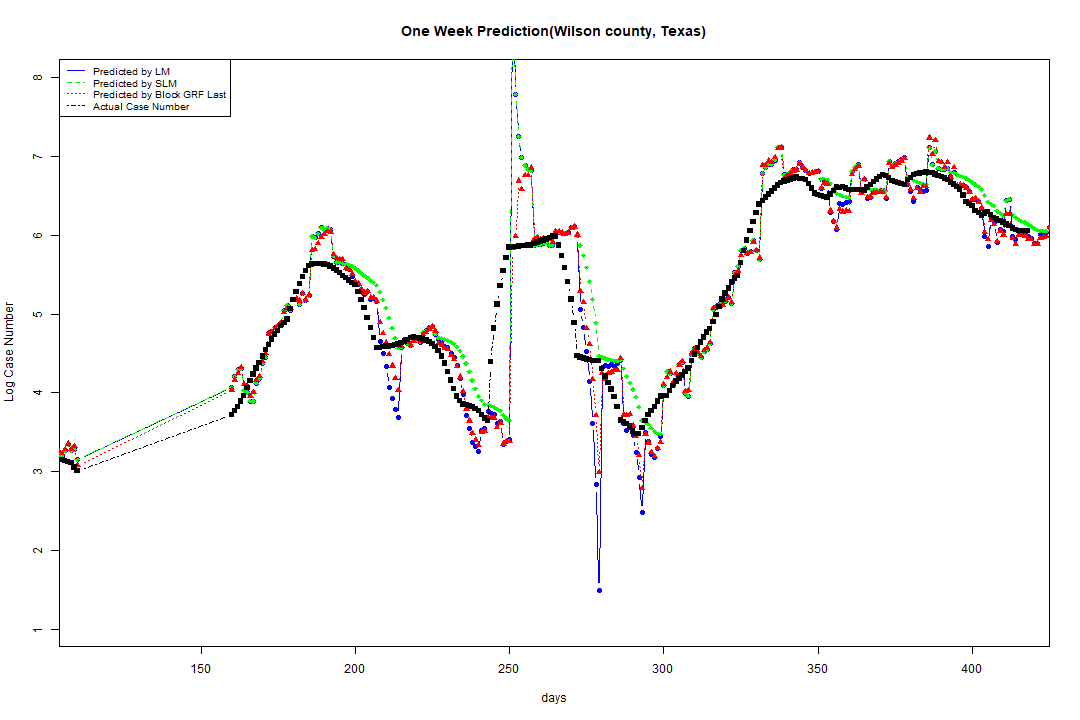 One Week Prediction(Wilson county, Texas)
Predicted by LM
Predicted by SLM
Predicted by Block GRF Last
Actual Case Number
Log Case Number
8
7
6
5
4
3
2
1
150 200 250 300 350 400
days